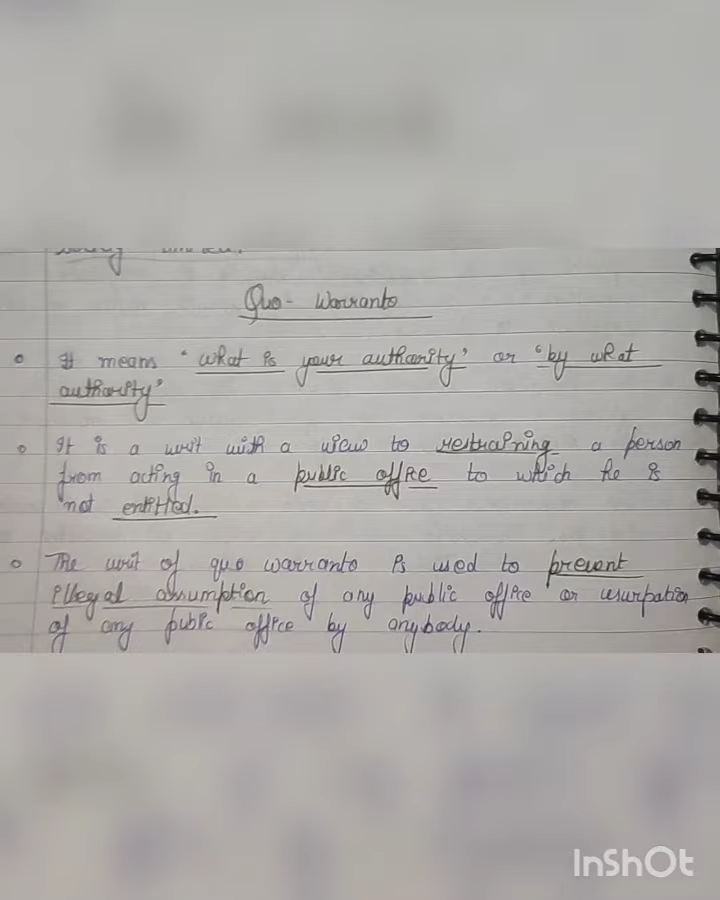 Quo - Warranto
It means "what is your authority" or "by what
authority"
It is a writ with a view to restraining a person
from acting in a public office to which he is
not entitled.
The writ of quo warranto is used to prevent
illegal assumption of any public office or usurpation
of any public office by anybody.
InShOt